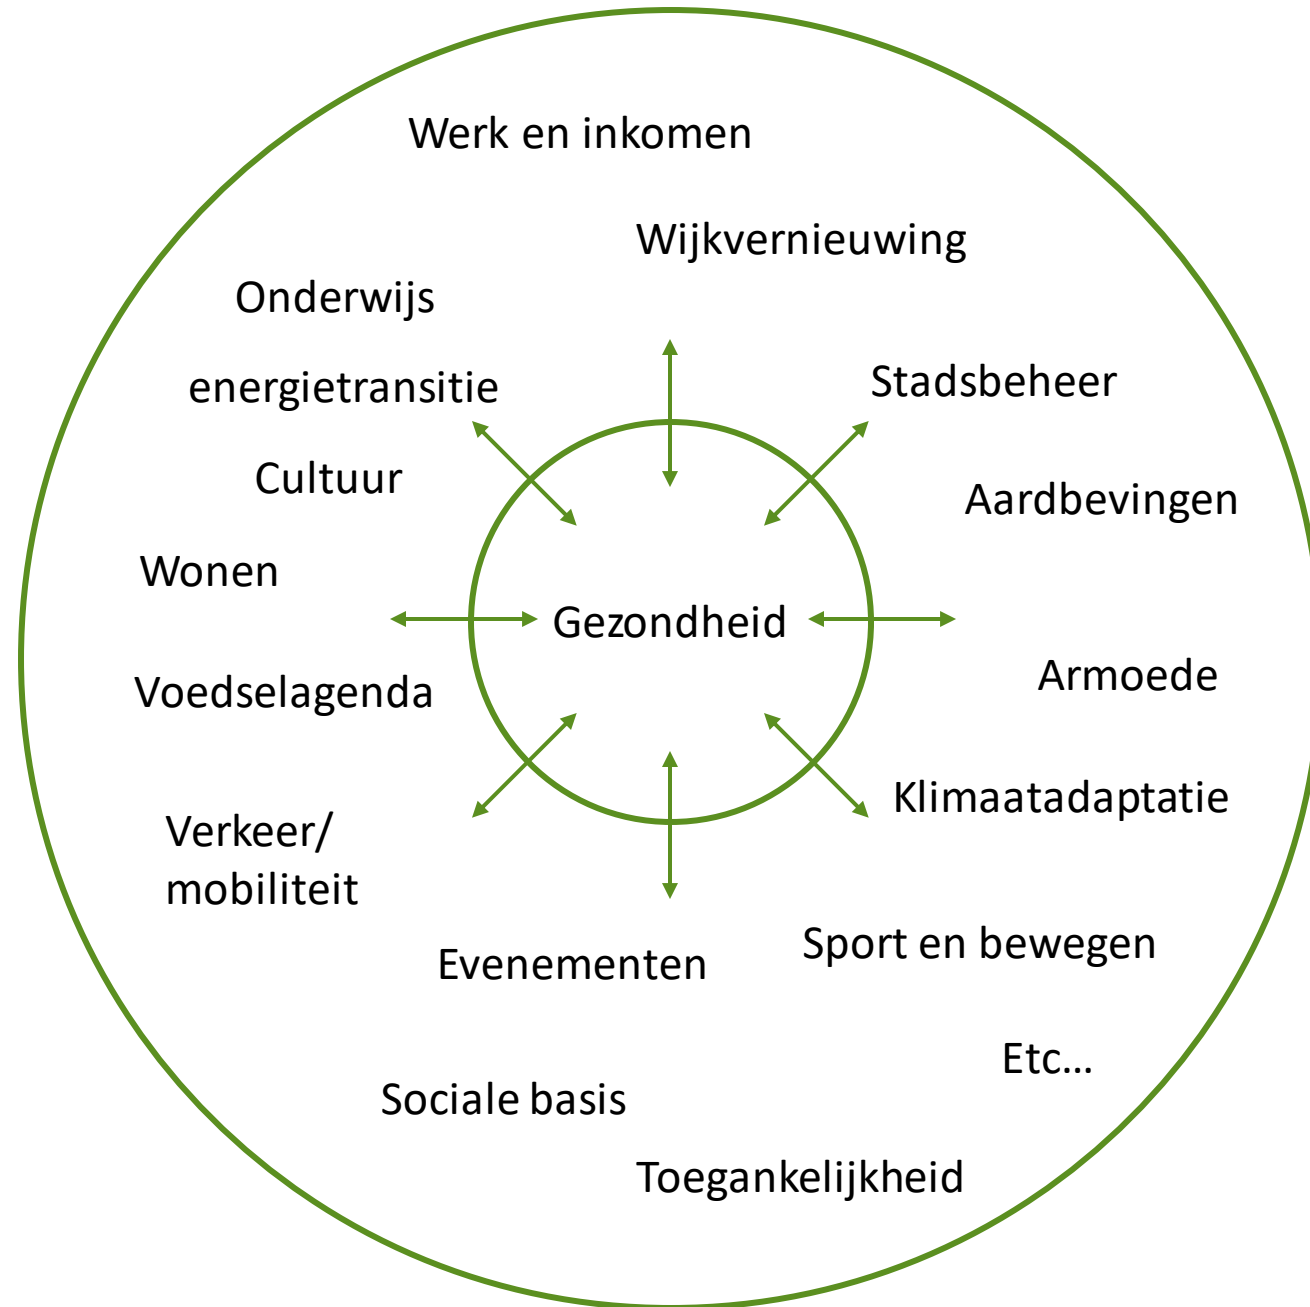 Werk en inkomen
Wijkvernieuwing
Onderwijs
energietransitie
Stadsbeheer
Cultuur
Aardbevingen
Wonen
Gezondheid
Voedselagenda
Armoede
Klimaatadaptatie
Verkeer/
mobiliteit
Evenementen
Sport en bewegen
Etc...
Sociale basis
Toegankelijkheid